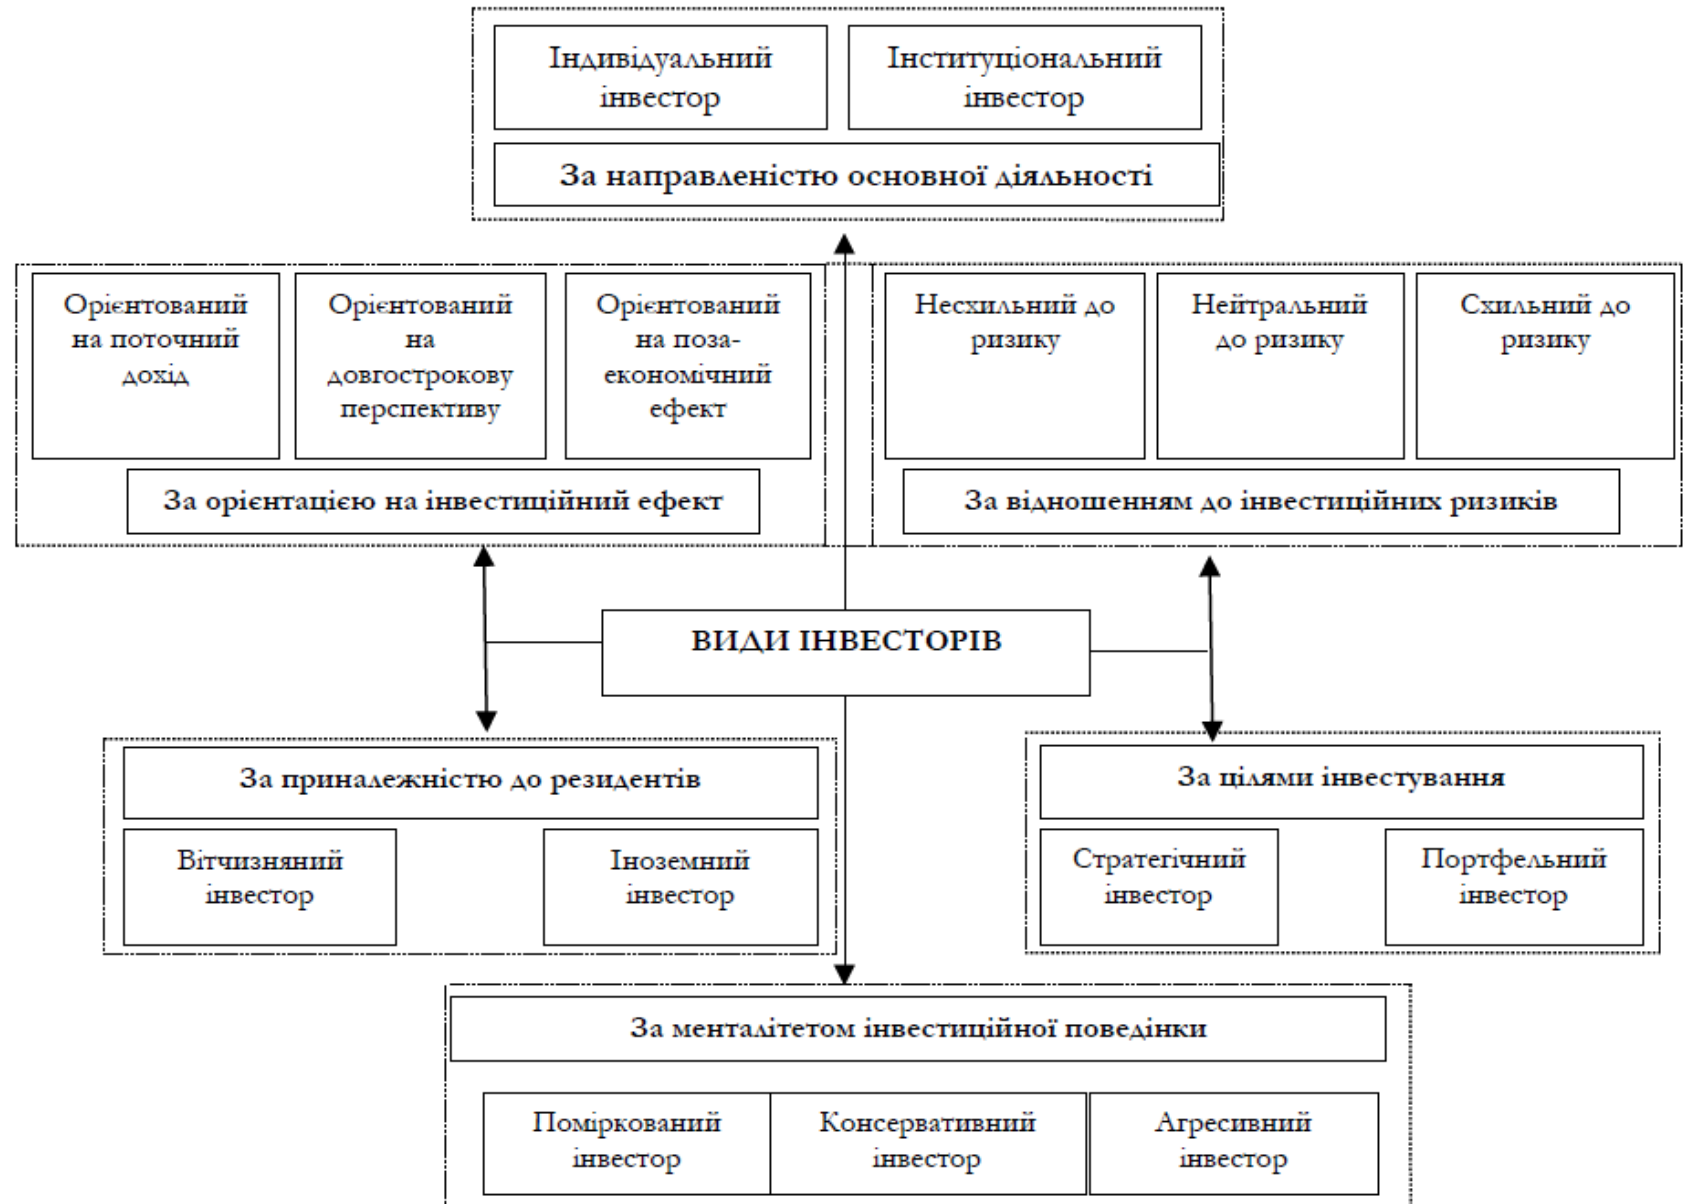 Індивідуальний
інвестор
Інституціональний
інвестор
За направленістю основної діяльності
Орієнтований
на поточний
дохід
Орієнтований
на
довгострокову
перспективу
Орієнтований
на поза-
економічний
ефект
За орієнтацією на інвестиційний ефект
Несхильний до
ризику
Нейтральний
до ризику
Схильний до
ризику
За відношенням до інвестиційних ризиків
ВИДИ ІНВЕСТОРІВ
За приналежністю до резидентів
Вітчизняний
інвестор
Іноземний
інвестор
За цілями інвестування
Стратегічний
інвестор
Портфельний
інвестор
За менталітетом інвестиційної поведінки
Поміркований
інвестор
Консервативний
інвестор
Агресивний
інвестор